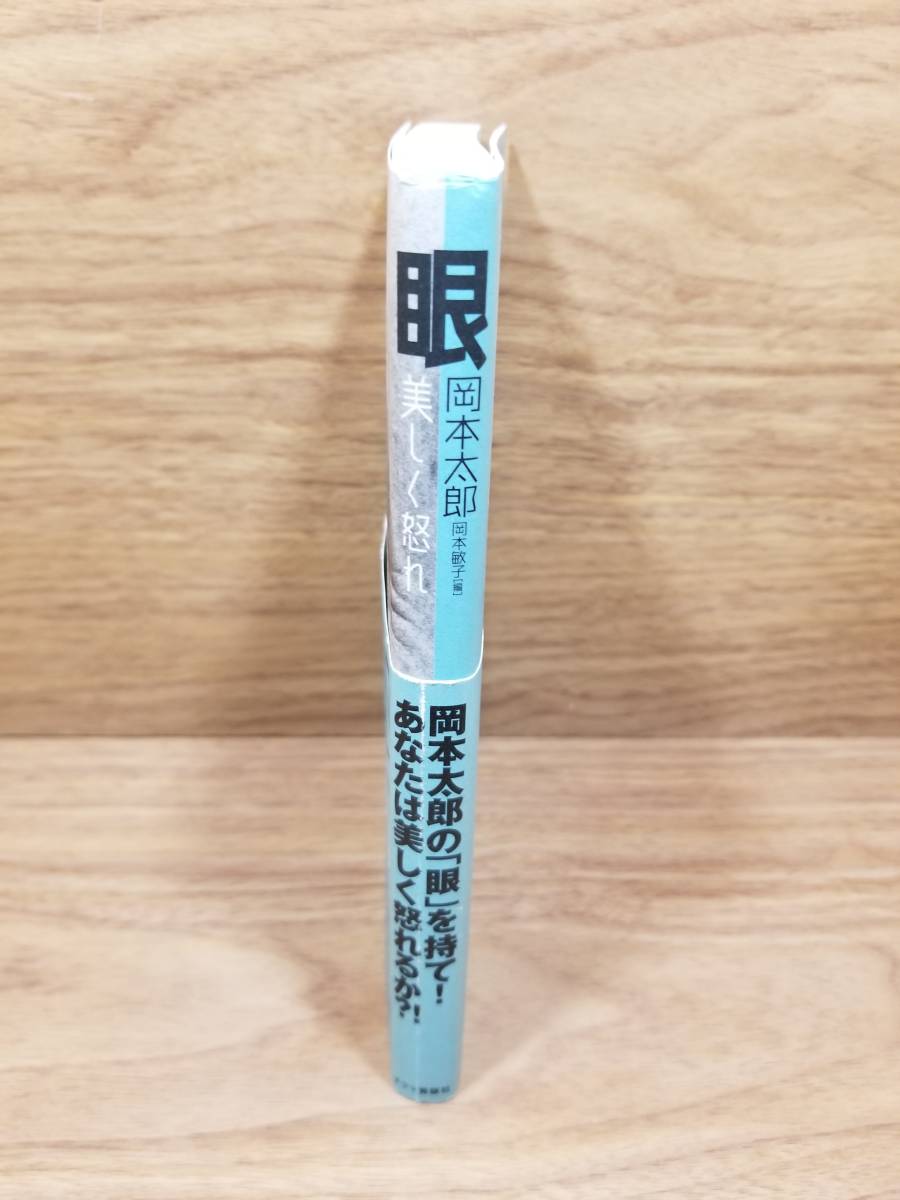 眼
美しく怒れ
岡本太郎
岡本敏子[編]
岡本太郎の「眼」を持て!
あなたは美しく怒れるか?!